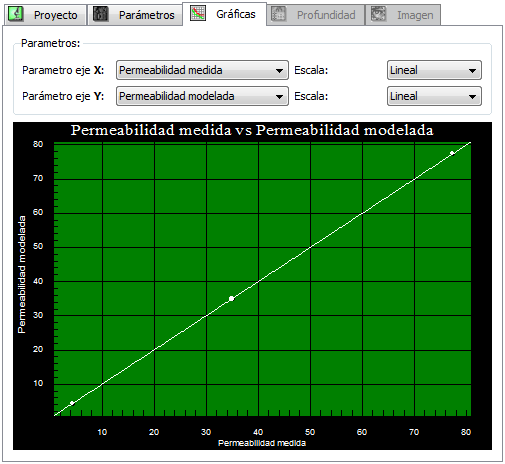 Proyecto Parámetros Gráficas Profundidad Imagen
Parametros:
Parametro eje X: Permeabilidad medida Escala: Lineal
Parámetro eje Y: Permeabilidad modelada Escala: Lineal
Permeabilidad medida vs Permeabilidad modelada
Permeabilidad modelada
80
70
60
50
40
30
20
10
10 20 30 40 50 60 70 80
Permeabilidad medida